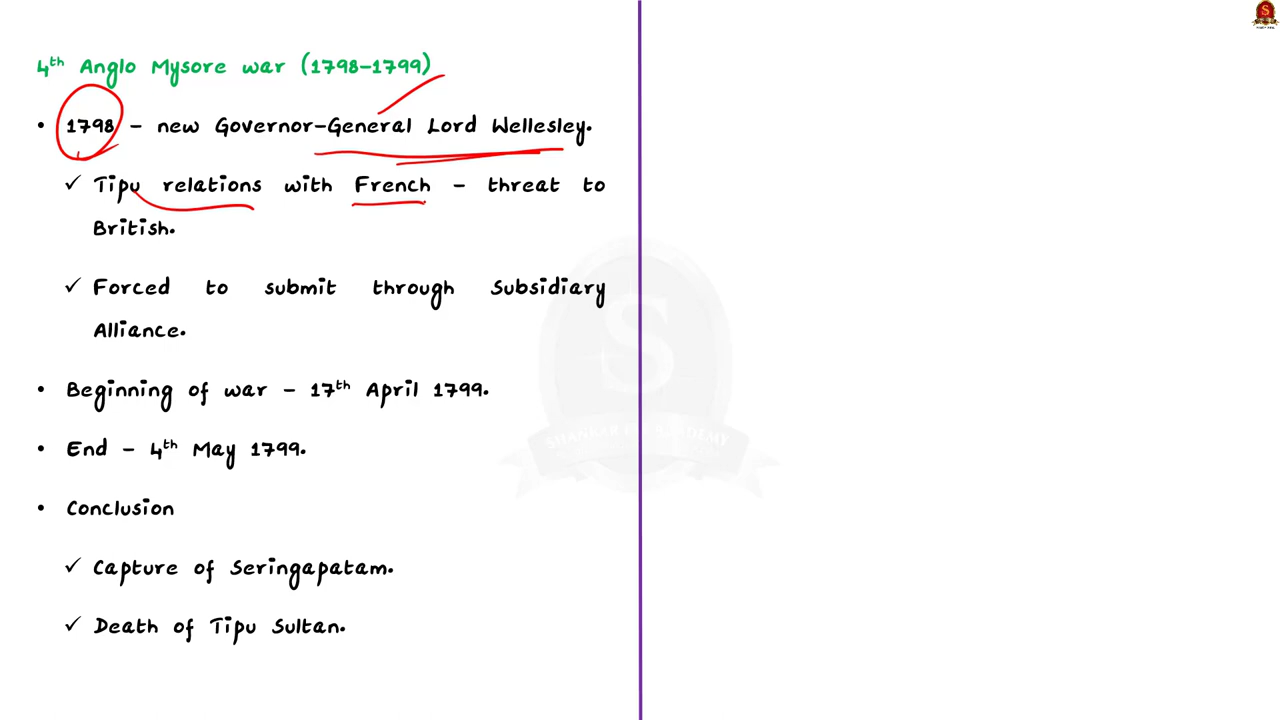 4th Anglo Mysore war (1798-1799)
• 1798 - new Governor-General Lord Wellesley.
✓ Tipu relations with French - threat to
British.
✓ Forced to submit through Subsidiary
Alliance.
• Beginning of war - 17th April 1799.
• End - 4th May 1799.
• Conclusion
✓ Capture of Seringapatam.
✓ Death of Tipu Sultan.